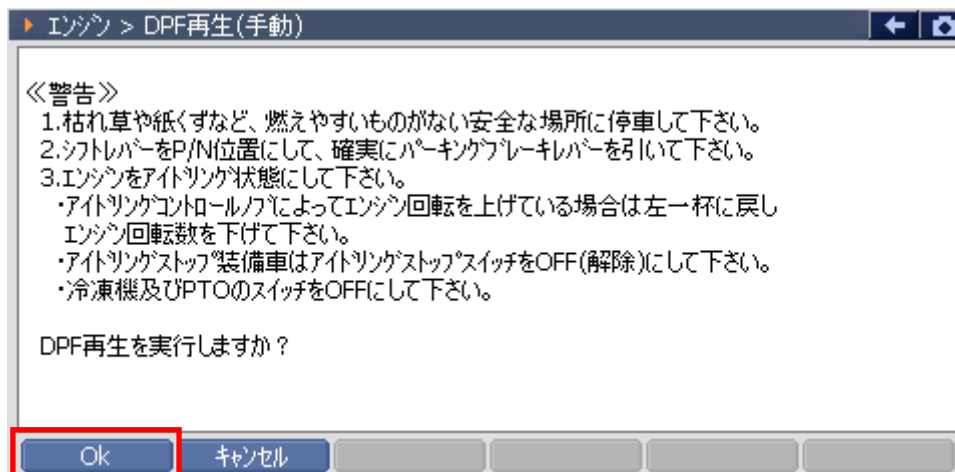 エンジン > DPF再生(手動)
≪警告≫
1.枯れ草や紙くずなど、燃えやすいものがない安全な場所に停車して下さい。
2.シフトレバーをP/N位置にして、確実にパーキングブレーキレバーを引いて下さい。
3.エンジンをアイドリング状態にして下さい。
・アイドリングコントロールノブによってエンジン回転を上げている場合は左一杯に戻し
エンジン回転数を下げて下さい。
・アイドリングストップ装備車はアイドリングストップスイッチをOFF(解除)にして下さい。
・冷凍機及びPTOのスイッチをOFFにして下さい。
DPF再生を実行しますか?
Ok キャンセル